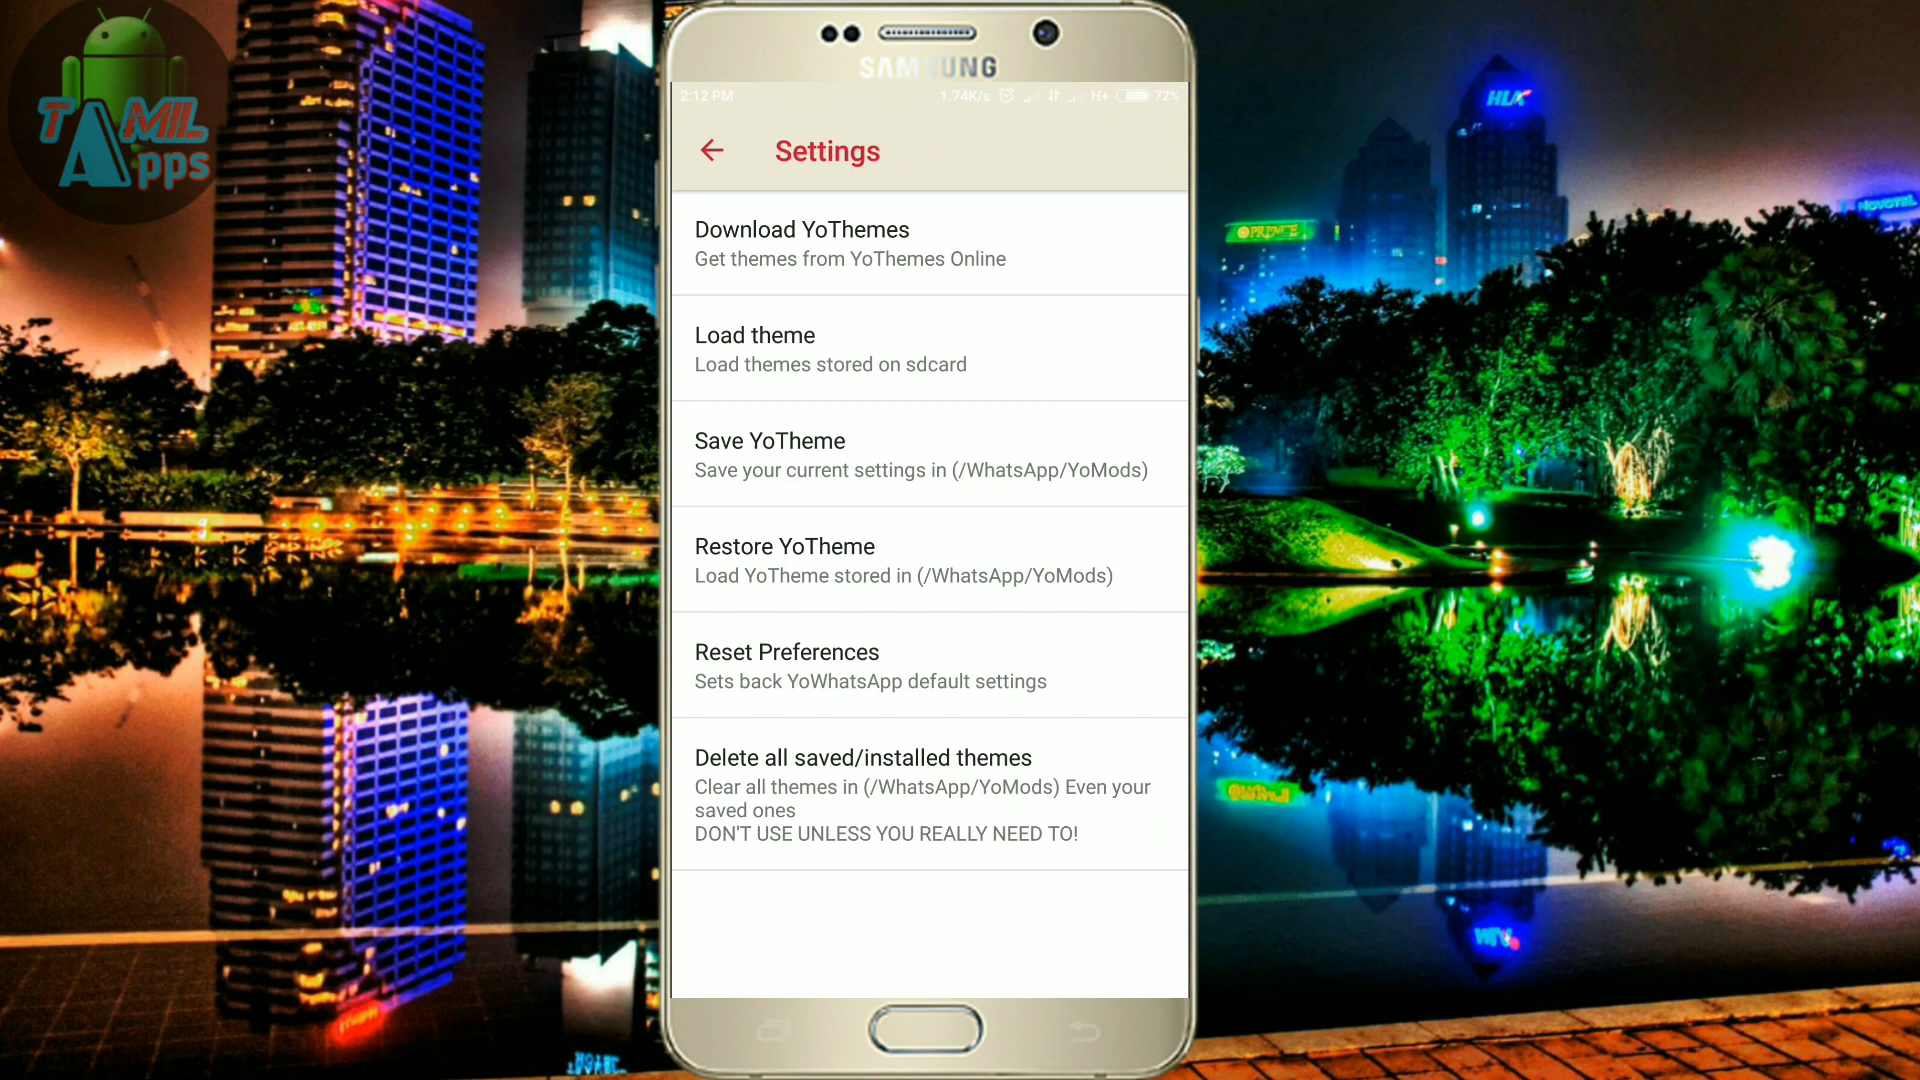 TAMIL
Apps
SAMSUNG
2:12 PM
1.74K/s H+ 72%
Settings
Download YoThemes
Get themes from YoThemes Online
Load theme
Load themes stored on sdcard
Save YoTheme
Save your current settings in (/WhatsApp/YoMods)
Restore YoTheme
Load YoTheme stored in (/WhatsApp/YoMods)
Reset Preferences
Sets back YoWhatsApp default settings
Delete all saved/installed themes
Clear all themes in (/WhatsApp/YoMods) Even your
saved ones
DON'T USE UNLESS YOU REALLY NEED TO!
HLA
PRINCE
NOVOTEL